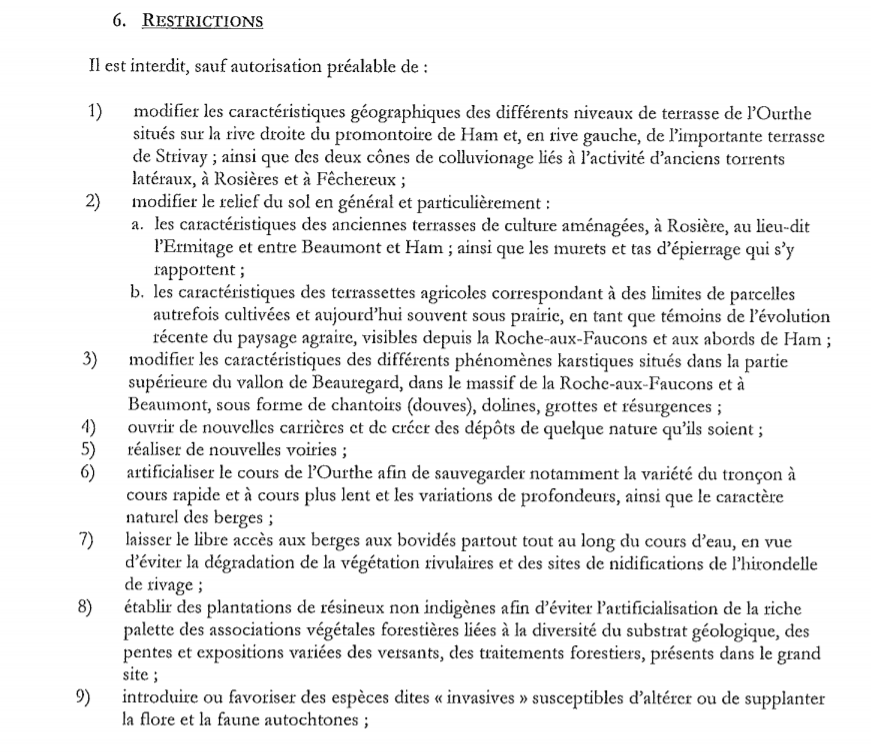 6. RESTRICTIONS
Il est interdit, sauf autorisation préalable de :
1) modifier les caractéristiques géographiques des différents niveaux de terrasse de l'Ourthe
situés sur la rive droite du promontoire de Ham et, en rive gauche, de l'importante terrasse
de Strivay ; ainsi que des deux cônes de colluvionage liés à l'activité d'anciens torrents
latéraux, à Rosières et à Fêchereux ;
2) modifier le relief du sol en général et particulièrement :
a. les caractéristiques des anciennes terrasses de culture aménagées, à Rosière, au lieu-dit
l'Ermitage et entre Beaumont et Ham ; ainsi que les murets et tas d'épierrage qui s'y
rapportent ;
b. les caractéristiques des terrassettes agricoles correspondant à des limites de parcelles
autrefois cultivées et aujourd'hui souvent sous prairie, en tant que témoins de l'évolution
récente du paysage agraire, visibles depuis la Roche-aux-Faucons et aux abords de Ham ;
3) modifier les caractéristiques des différents phénomènes karstiques situés dans la partie
supérieure du vallon de Beauregard, dans le massif de la Roche-aux-Faucons et à
Beaumont, sous forme de chantoirs (douves), dolines, grottes et résurgences ;
4) ouvrir de nouvelles carrières et de créer des dépôts de quelque nature qu'ils soient ;
5) réaliser de nouvelles voiries ;
6) artificialiser le cours de l'Ourthe afin de sauvegarder notamment la variété du tronçon à
cours rapide et à cours plus lent et les variations de profondeurs, ainsi que le caractère
naturel des berges ;
7) laisser le libre accès aux berges aux bovidés partout tout au long du cours d'eau, en vue
d'éviter la dégradation de la végétation rivulaires et des sites de nidifications de l'hirondelle
de rivage ;
8) établir des plantations de résineux non indigènes afin d'éviter l'artificialisation de la riche
palette des associations végétales forestières liées à la diversité du substrat géologique, des
pentes et expositions variées des versants, des traitements forestiers, présents dans le grand
site ;
9) introduire ou favoriser des espèces dites « invasives » susceptibles d'altérer ou de supplanter
la flore et la faune autochtones ;